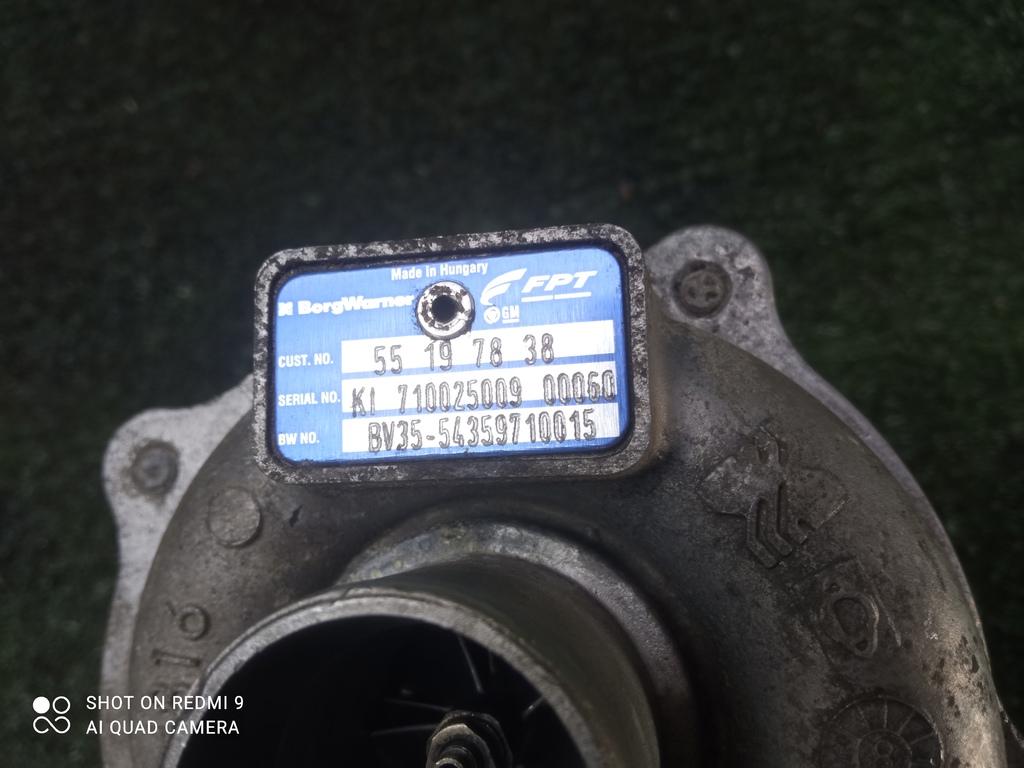 Made in Hungary
BorgWarner
FPT
GM
CUST. NO. 55 19 78 38
SERIAL NO. KI 710025009 00060
BW NO. BV35-54359710015
16
SHOT ON REDMI 9
AI QUAD CAMERA